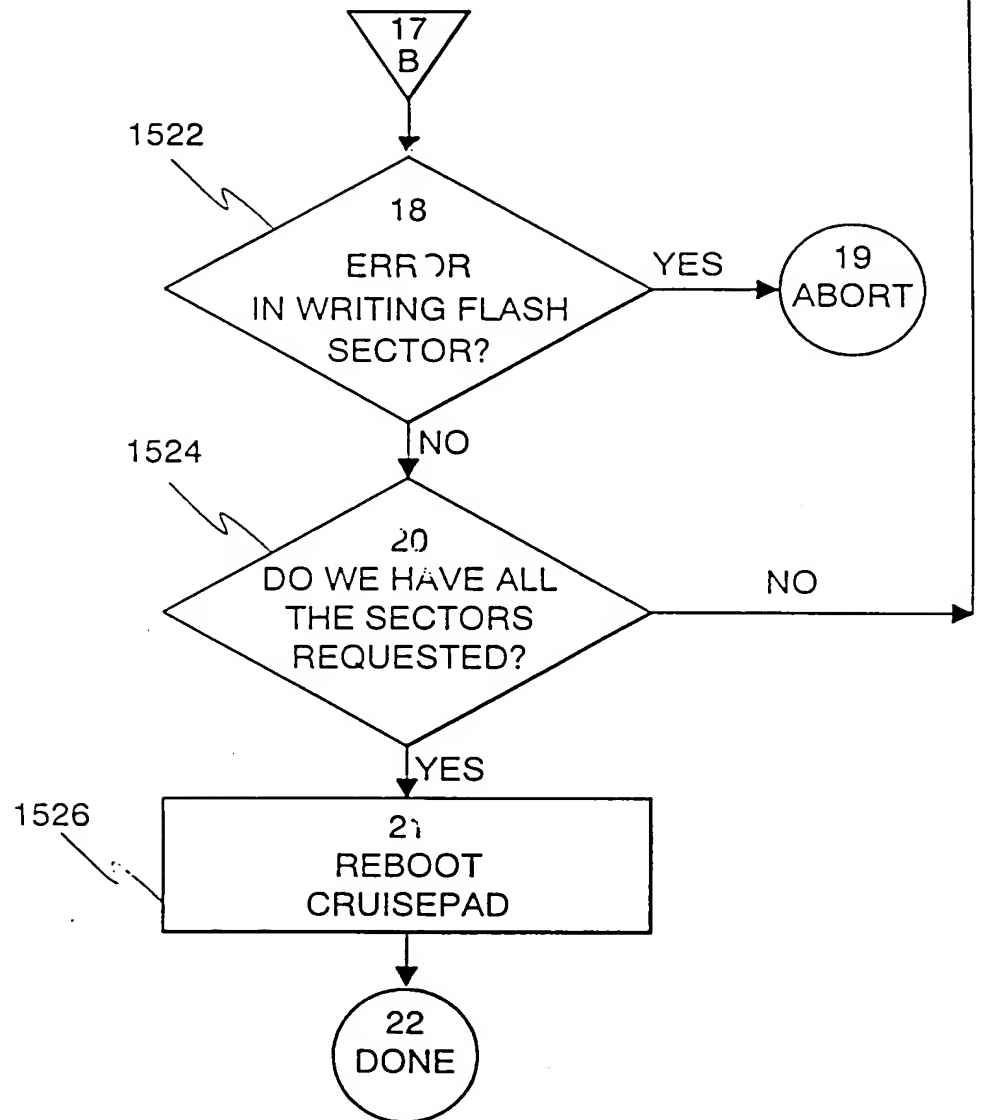 17
B
1522
18
ERROR
IN WRITING FLASH
SECTOR?
YES
19
ABORT
NO
1524
20
DO WE HAVE ALL
THE SECTORS
REQUESTED?
NO
YES
1526
21
REBOOT
CRUISEPAD
22
DONE